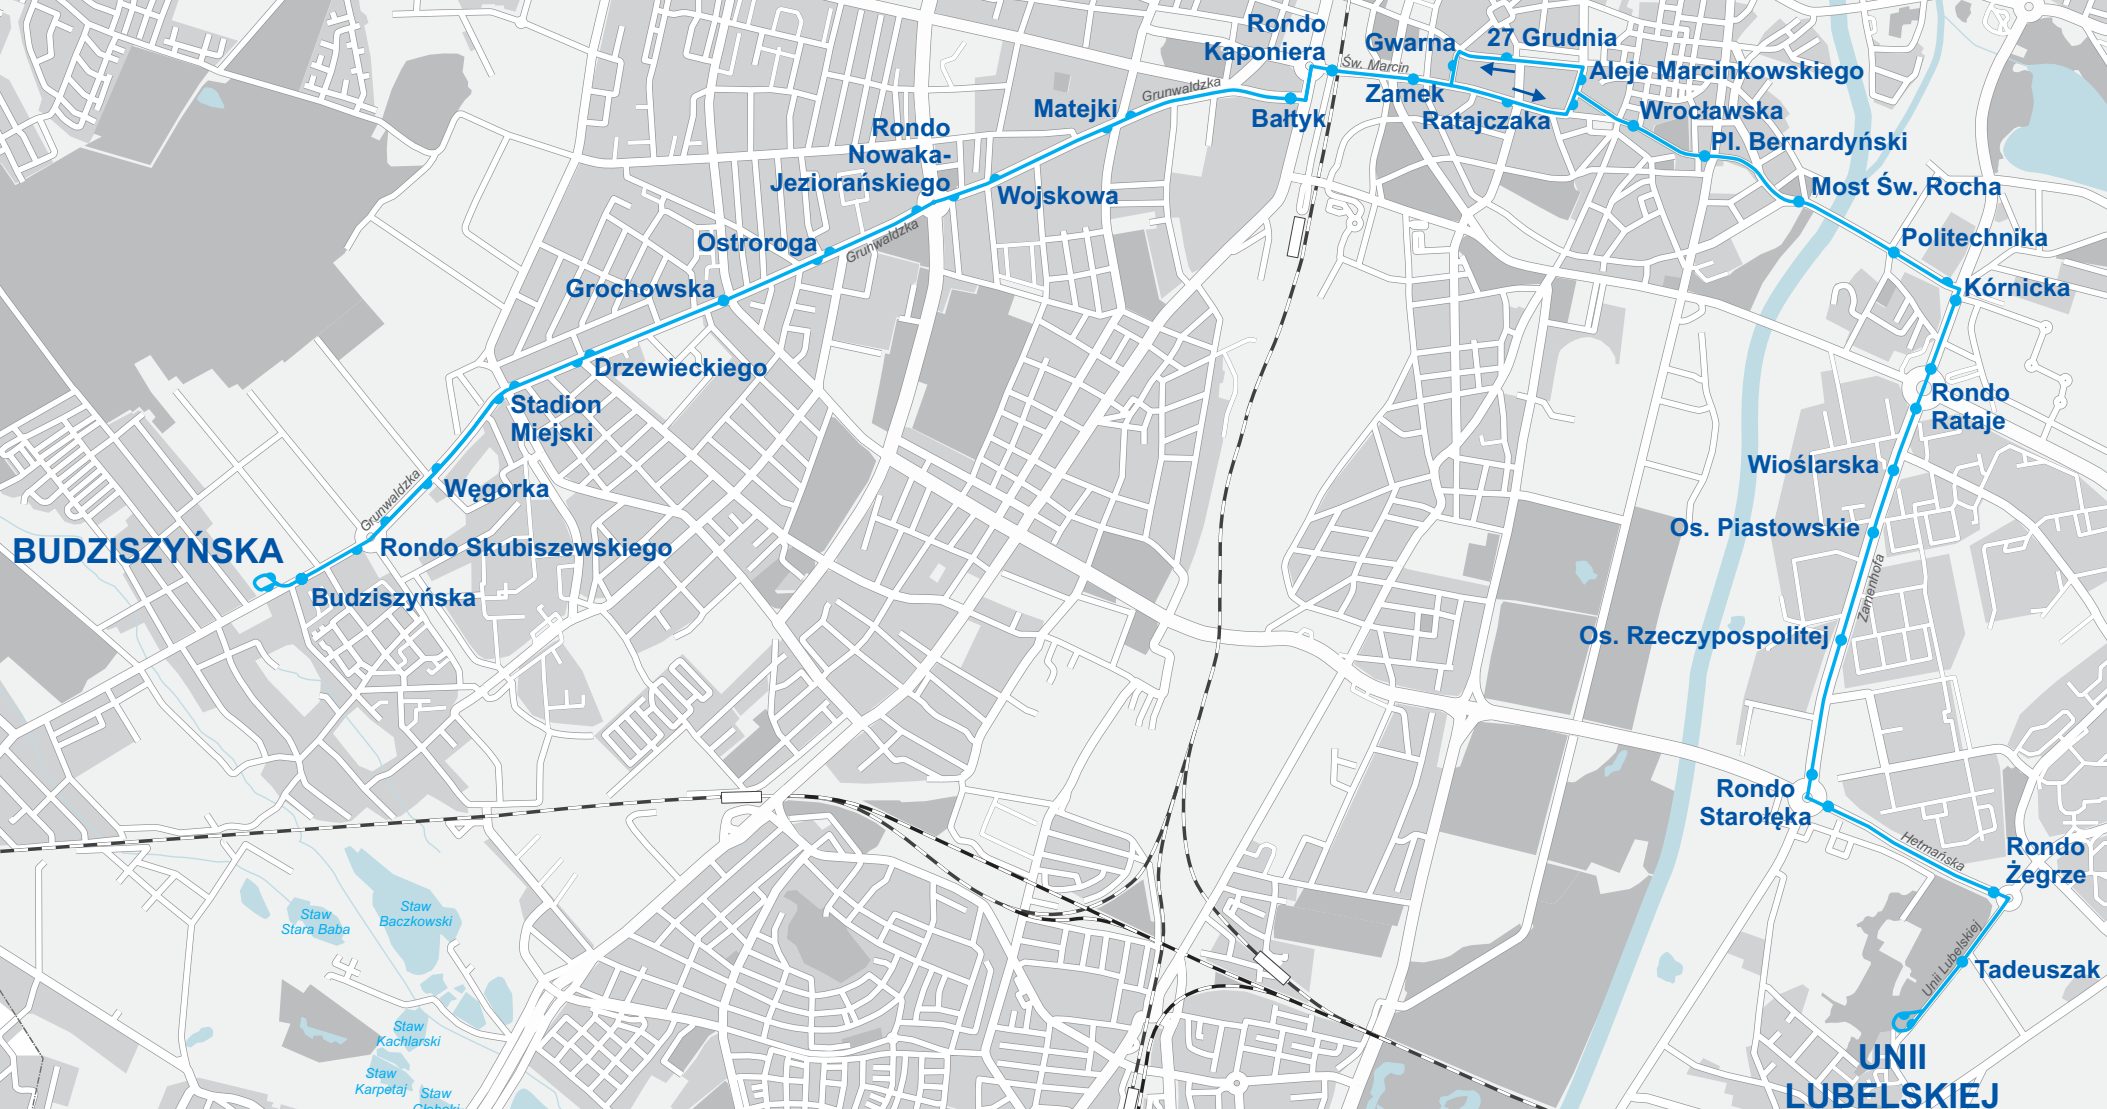 Rondo
Kaponiera
Gwarna
27 Grudnia
Św. Marcin
Aleje Marcinkowskiego
Grunwaldzka
Zamek
Matejki
Bałtyk
Ratajczaka
Wrocławska
Rondo
Nowaka-
Jeziorańskiego
Pl. Bernardyński
Wojskowa
Most Św. Rocha
Ostroroga
Grunwaldzka
Politechnika
Grochowska
Kórnicka
Drzewieckiego
Stadion
Miejski
Rondo
Rataje
Wioślarska
Węgorka
Grunwaldzka
Os. Piastowskie
BUDZISZYŃSKA
Rondo Skubiszewskiego
Budziszyńska
Zamenhofa
Os. Rzeczypospolitej
Rondo
Starołęka
Hetmańska
Rondo
Żegrze
Staw
Stara Baba
Staw
Baczkowski
Unii Lubelskiej
Tadeuszak
Staw
Kachlarski
Staw
Karpetaj
Staw
UNII
LUBELSKIEJ